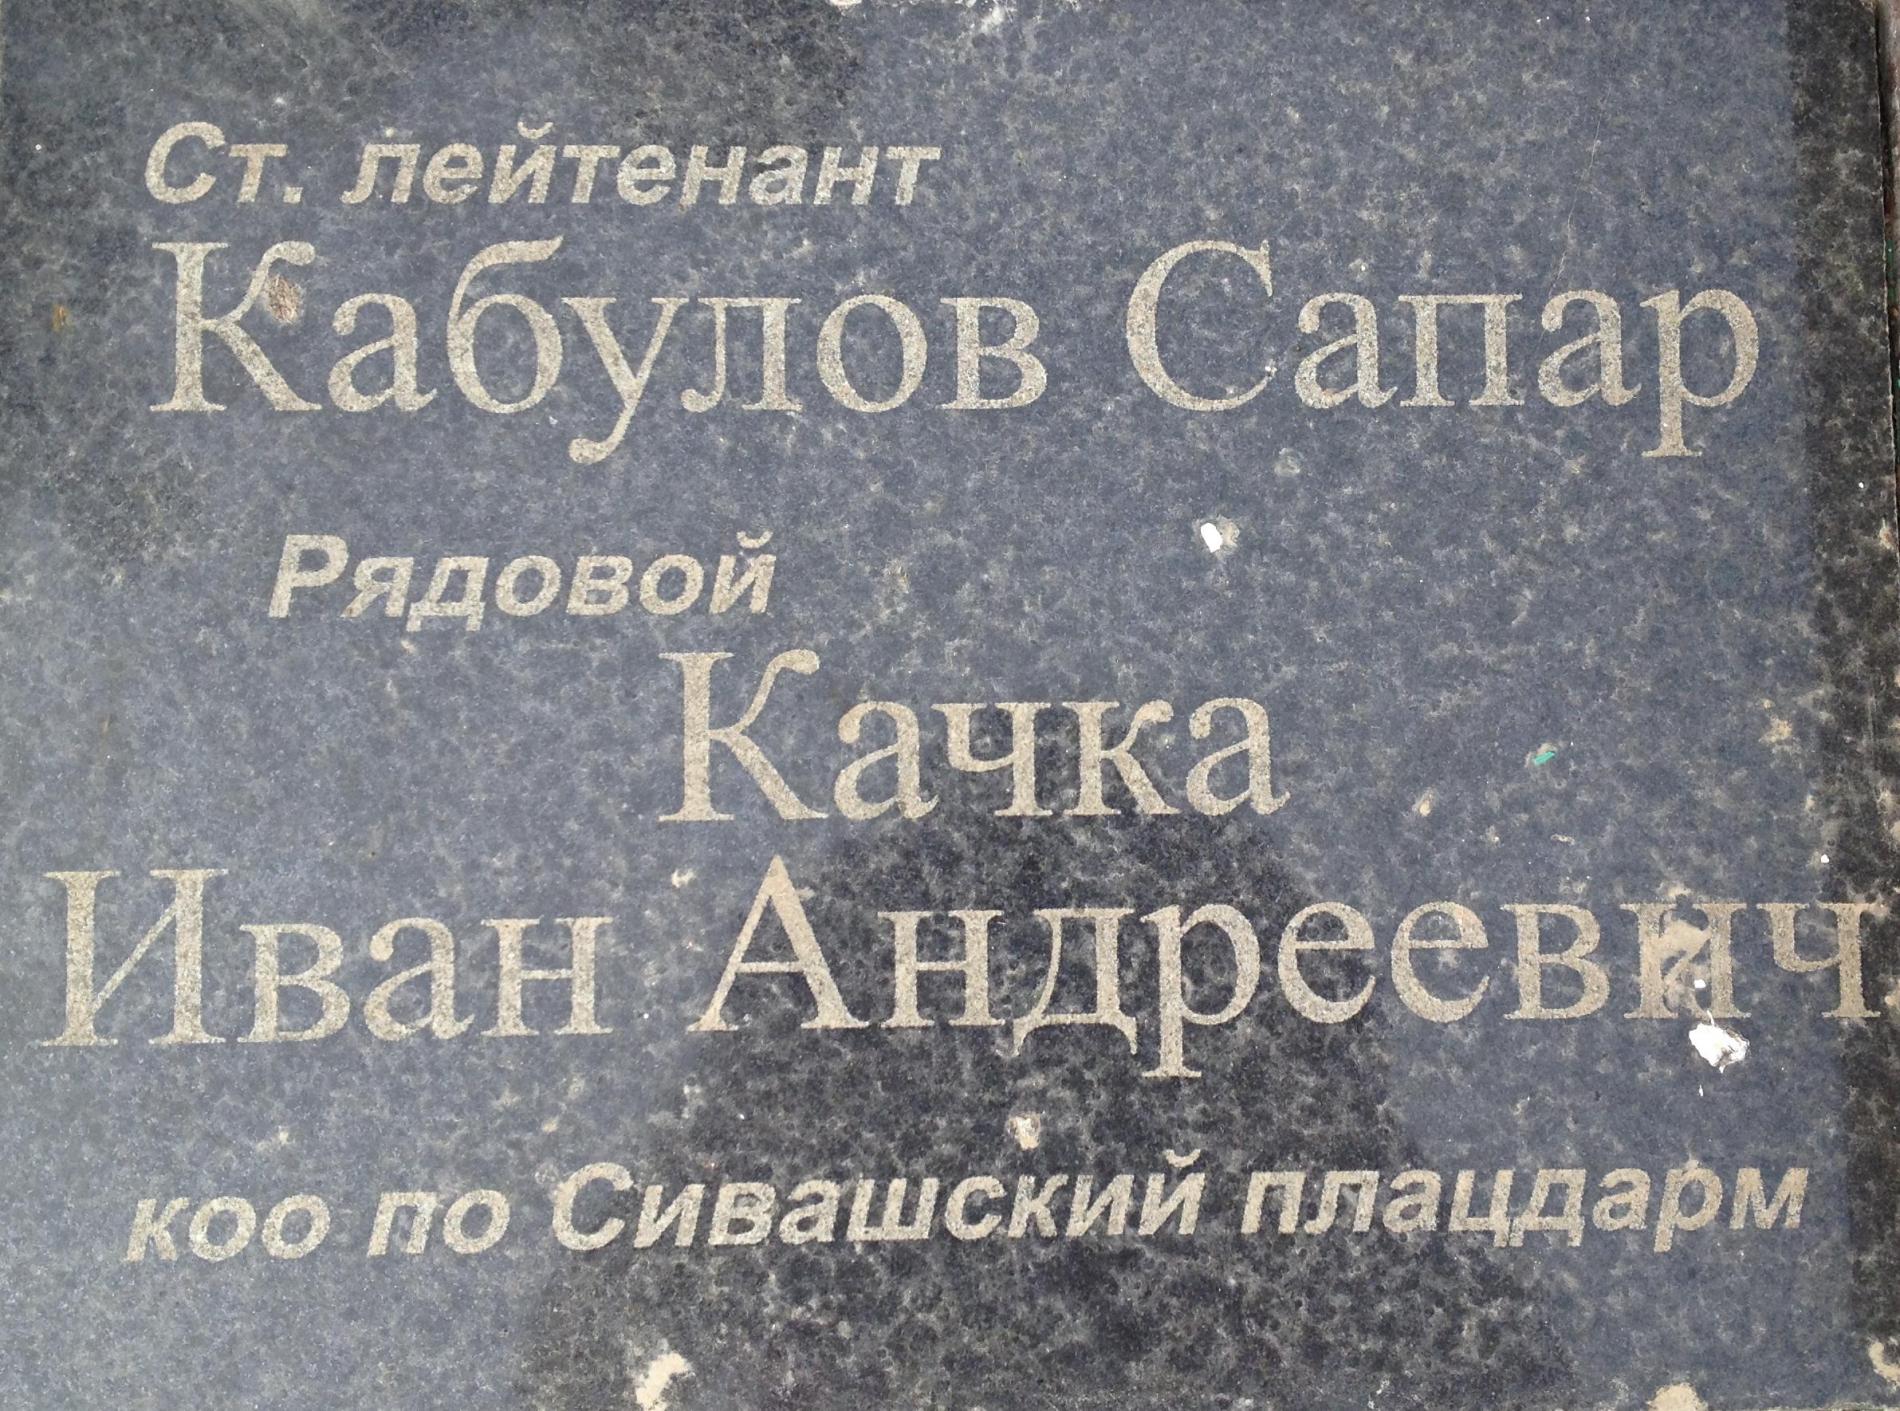 Ст. лейтенант
Кабулов Сапар
Рядовой
Качка
Иван Андреевич
коо по Сивашский плацдарм